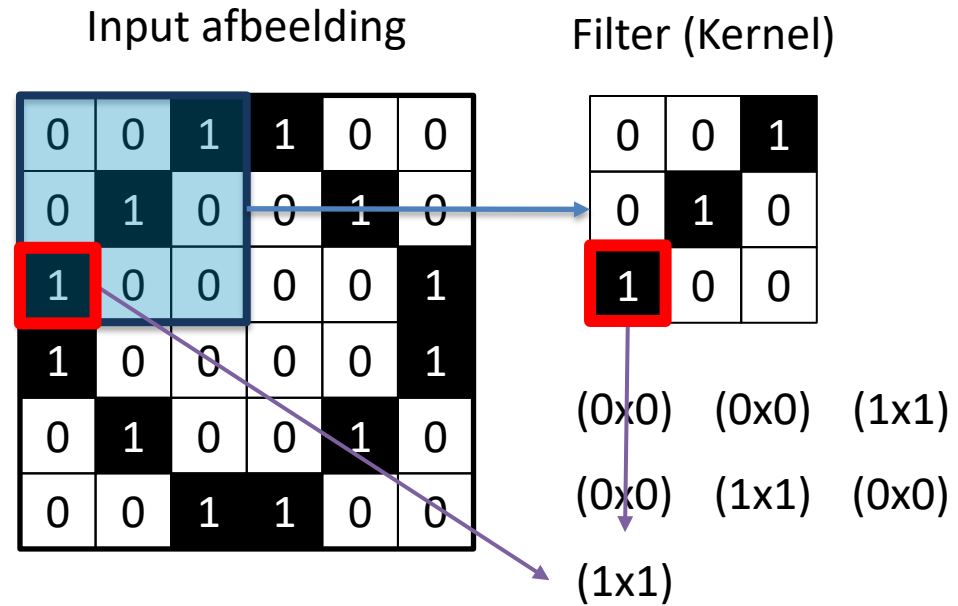 Input afbeelding
0 0 1 1 0 0
0 1 0 0 1 0
1 0 0 0 0 1
1 0 0 0 0 1
0 1 0 0 1 0
0 0 1 1 0 0
Filter (Kernel)
0 0 1
0 1 0
1 0 0
(0x0) (0x0) (1x1)
(0x0) (1x1) (0x0)
(1x1)